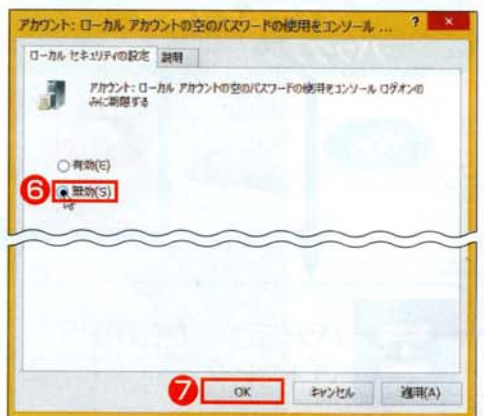 アカウント: ローカル アカウントの空のパスワードの使用をコンソール ...
?
×
ローカル セキュリティの設定
説明
アカウント: ローカル アカウントの空のパスワードの使用をコンソール ログオンの
みに制限する
有効(E)
6
無効(S)
7
OK
キャンセル
適用(A)